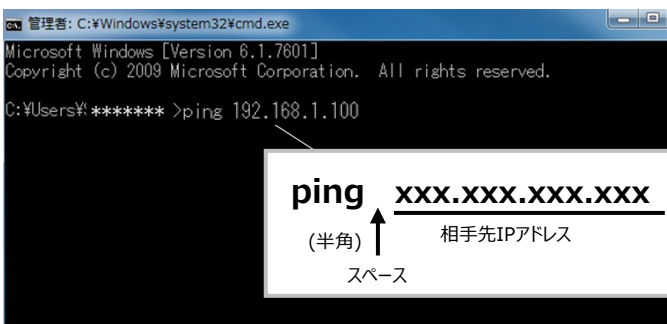 管理者: C:¥Windows¥system32¥cmd.exe
Microsoft Windows [Version 6.1.7601]
Copyright (c) 2009 Microsoft Corporation.  All rights reserved.
C:¥Users¥ ******* >ping 192.168.1.100
ping xxx.xxx.xxx.xxx
(半角) 相手先IPアドレス
スペース